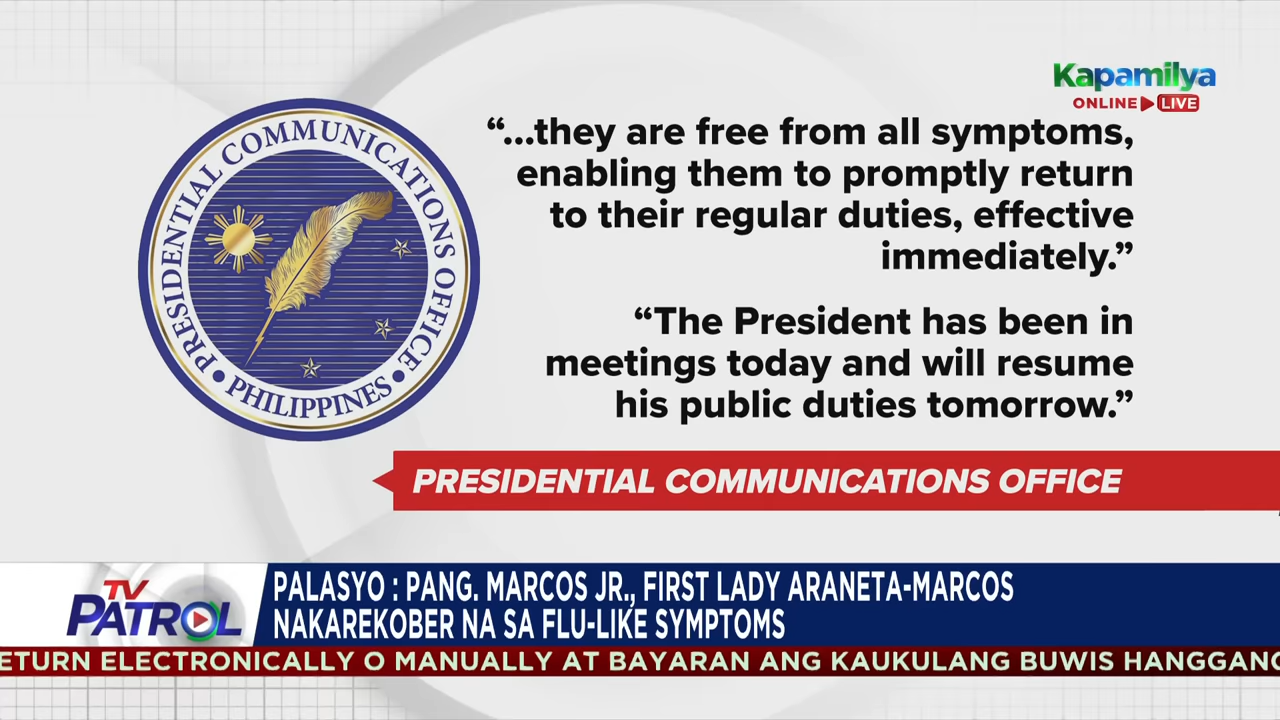 Kapamilya
ONLINE LIVE
PRESIDENTIAL COMMUNICATIONS OFFICE
PHILIPPINES
“...they are free from all symptoms,
enabling them to promptly return
to their regular duties, effective
immediately.”
“The President has been in
meetings today and will resume
his public duties tomorrow.”
PRESIDENTIAL COMMUNICATIONS OFFICE
TV
PATROL
PALASYO : PANG. MARCOS JR., FIRST LADY ARANETA-MARCOS
NAKAREKOBER NA SA FLU-LIKE SYMPTOMS
ETURN ELECTRONICALLY O MANUALLY AT BAYARAN ANG KAUKULANG BUWIS HANGGANG